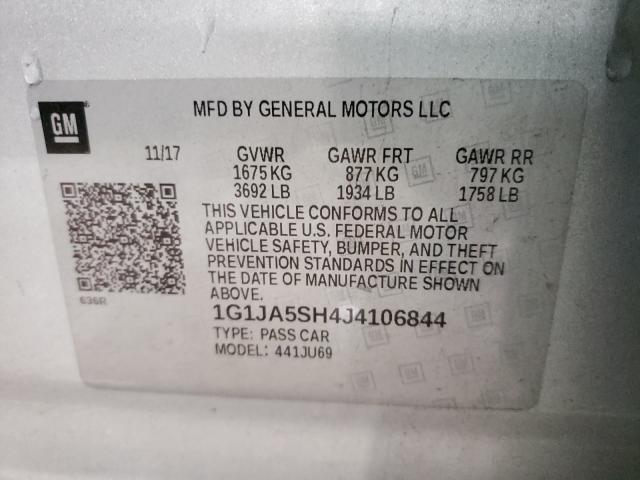 GM
MFD BY GENERAL MOTORS LLC
11/17 GVWR GAWR FRT GAWR RR
1675 KG 877 KG 797 KG
3692 LB 1934 LB 1758 LB
THIS VEHICLE CONFORMS TO ALL
APPLICABLE U.S. FEDERAL MOTOR
VEHICLE SAFETY, BUMPER, AND THEFT
PREVENTION STANDARDS IN EFFECT ON
THE DATE OF MANUFACTURE SHOWN
ABOVE.
636R
1G1JA5SH4J4106844
TYPE: PASS CAR
MODEL: 441JU69